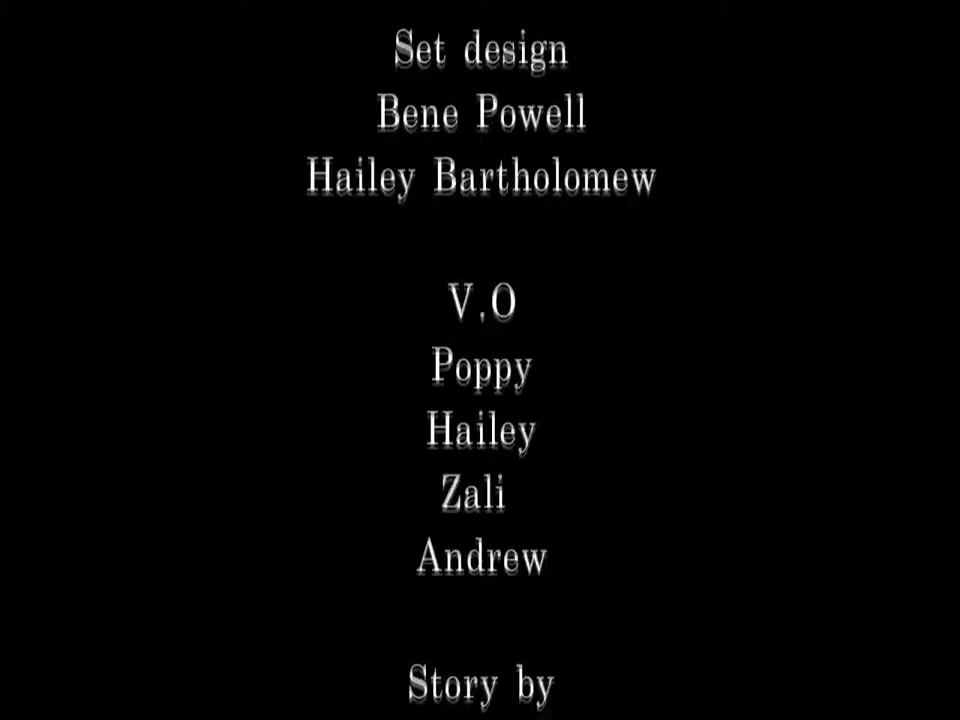 Set design
Bene Powell
Hailey Bartholomew
V.O
Poppy
Hailey
Zali
Andrew
Story by